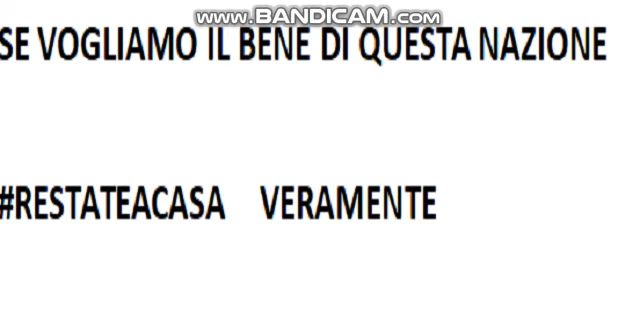 www.BANDICAM.com
SE VOGLIAMO IL BENE DI QUESTA NAZIONE
#RESTATEACASA VERAMENTE